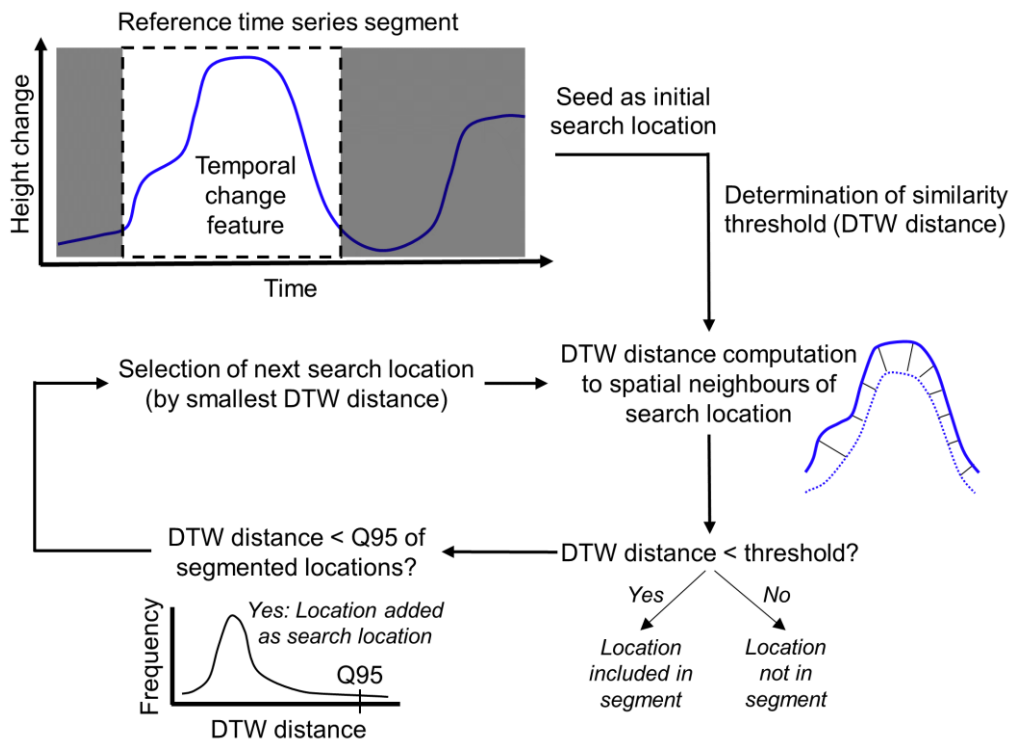 Reference time series segment
Height change
Temporal
change
feature
Time
Seed as initial
search location
Determination of similarity
threshold (DTW distance)
Selection of next search location
(by smallest DTW distance)
DTW distance computation
to spatial neighbours of
search location
DTW distance < Q95 of
segmented locations?
DTW distance < threshold?
Yes
No
Location
included in
segment
Location
not in
segment
Frequency
Yes: Location added
as search location
Q95
DTW distance